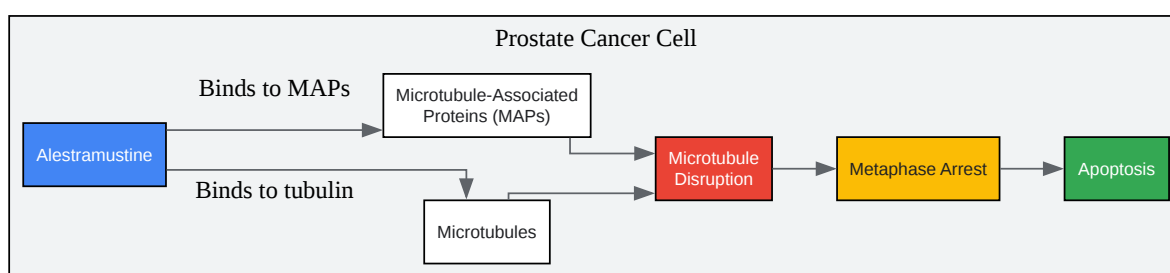 Prostate Cancer Cell
Binds to MAPs
Microtubule-Associated
Proteins (MAPs)
Alestramustine
Binds to tubulin
Microtubules
Microtubule
Disruption
Metaphase Arrest
Apoptosis